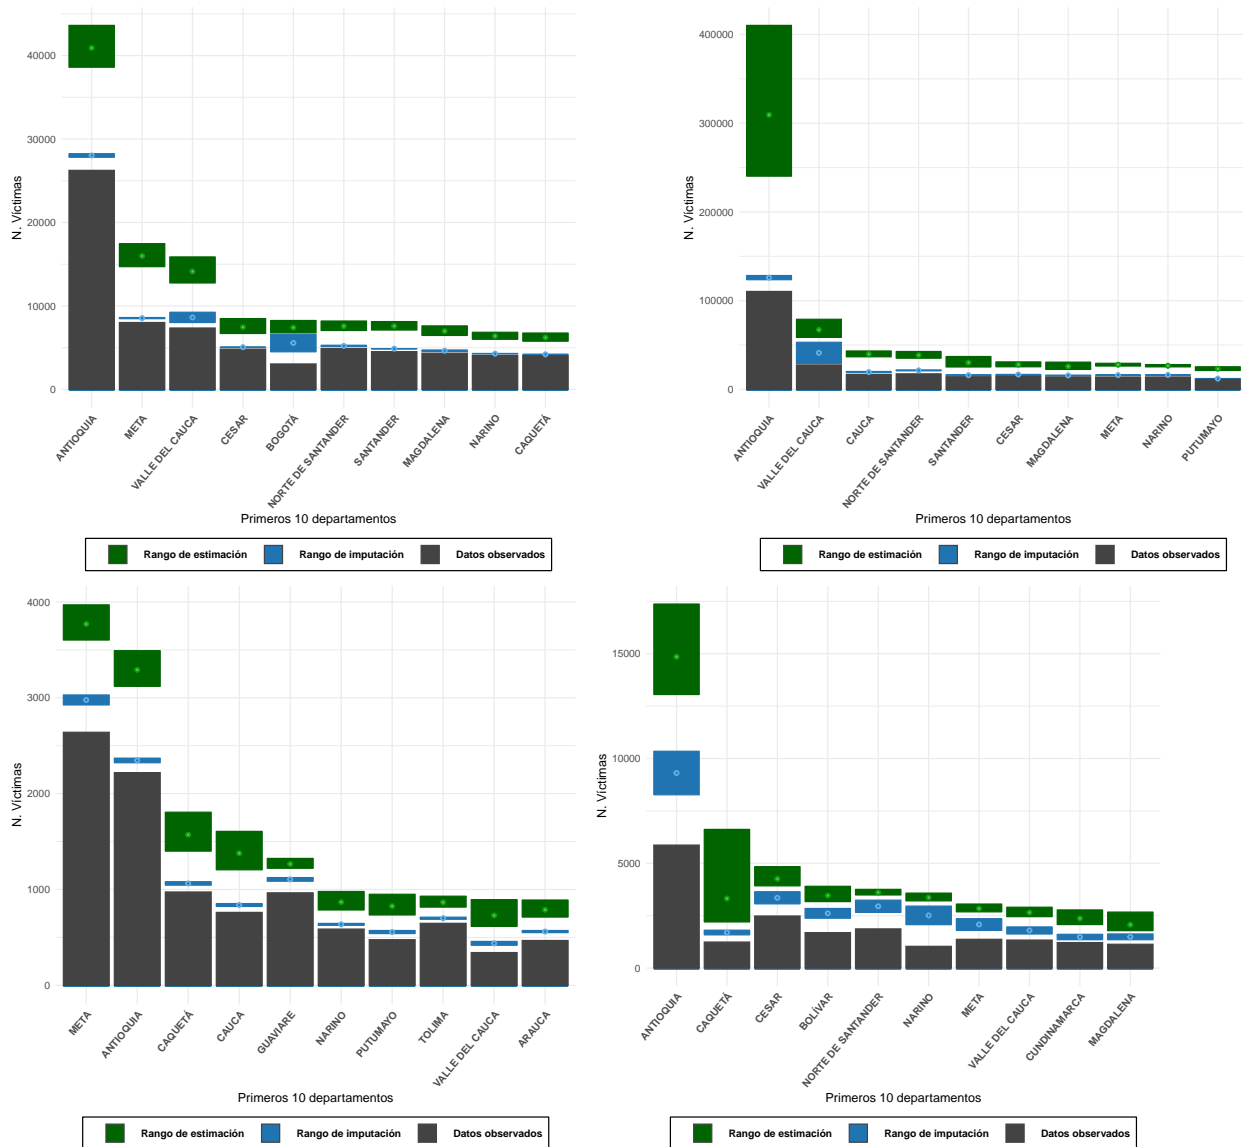 40000
30000
20000
10000
0
N. Víctimas
ANTIOQUIA
META
VALLE DEL CAUCA
CESAR
BOGOTÁ
NORTE DE SANTANDER
SANTANDER
MAGDALENA
NARINO
CAQUETÁ
Primeros 10 departamentos
Rango de estimación Rango de imputación Datos observados
400000
300000
200000
100000
0
N. Víctimas
ANTIOQUIA
VALLE DEL CAUCA
CAUCA
NORTE DE SANTANDER
SANTANDER
CESAR
MAGDALENA
META
NARINO
PUTUMAYO
Primeros 10 departamentos
Rango de estimación Rango de imputación Datos observados
4000
3000
2000
1000
0
N. Víctimas
META
ANTIOQUIA
CAQUETÁ
CAUCA
GUAVIARE
NARINO
PUTUMAYO
TOLIMA
VALLE DEL CAUCA
ARAUCA
Primeros 10 departamentos
Rango de estimación Rango de imputación Datos observados
15000
10000
5000
0
N. Víctimas
ANTIOQUIA
CAQUETÁ
CESAR
BOLÍVAR
NORTE DE SANTANDER
NARINO
META
VALLE DEL CAUCA
CUNDINAMARCA
MAGDALENA
Primeros 10 departamentos
Rango de estimación Rango de imputación Datos observados